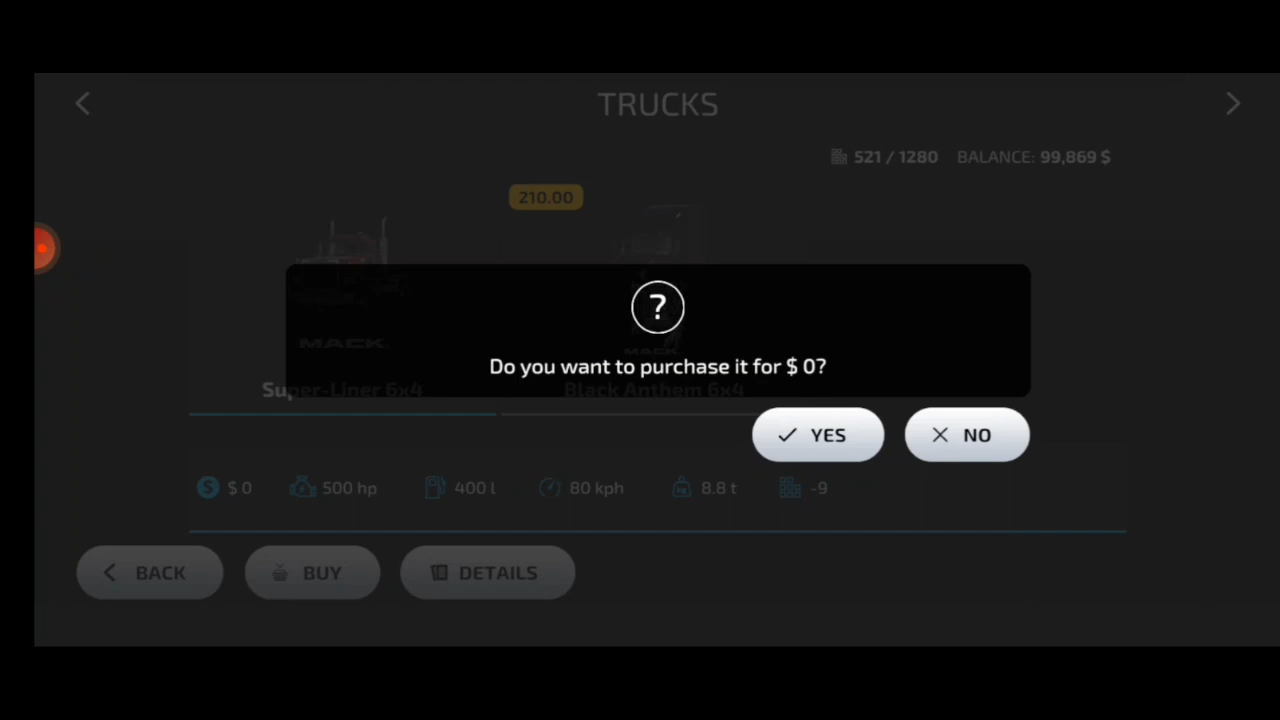 TRUCKS
521 / 1280 BALANCE: 99,869 $
210.00
MACK.
MACK
?
Do you want to purchase it for $ 0?
Super-Liner 6x4
Black Anthem 6x4
YES
NO
$ 0
500 hp
400 l
80 kph
8.8 t
-9
BACK
BUY
DETAILS